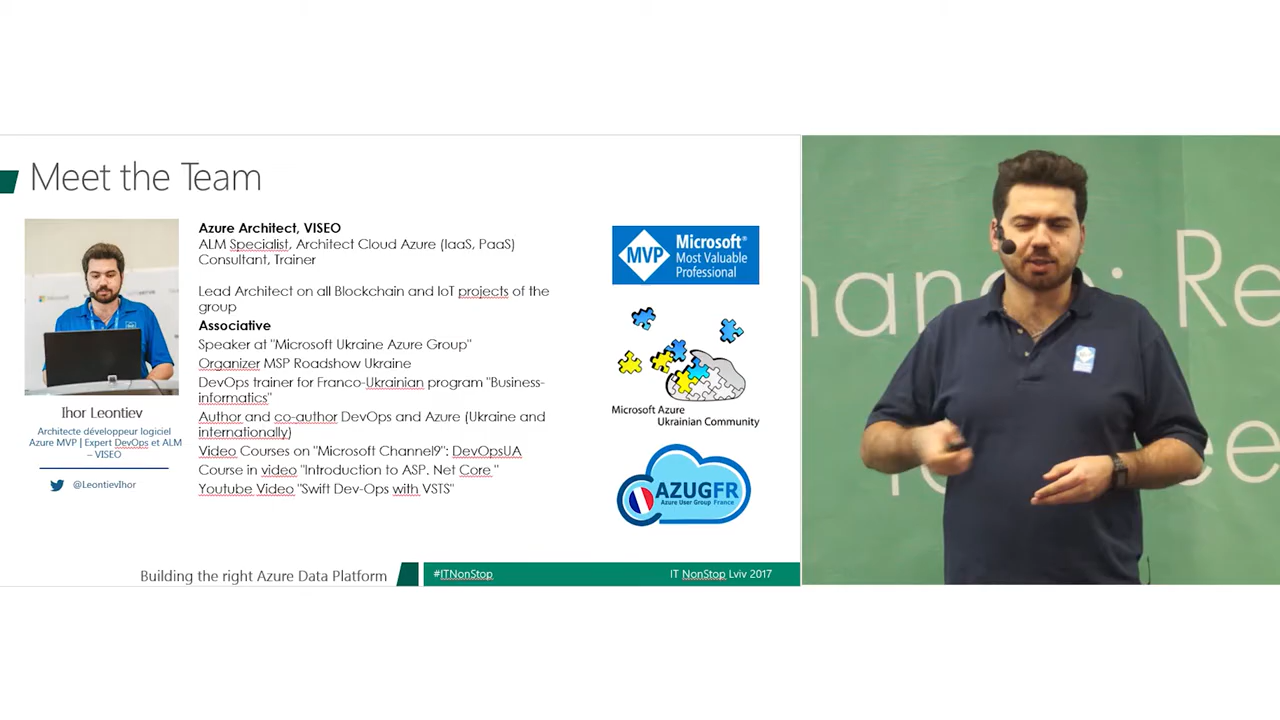 Meet the Team
Azure Architect, VISEO
ALM Specialist, Architect Cloud Azure (IaaS, PaaS)
Consultant, Trainer
Lead Architect on all Blockchain and IoT projects of the
group
Associative
Speaker at "Microsoft Ukraine Azure Group"
Organizer MSP Roadshow Ukraine
DevOps trainer for Franco-Ukrainian program "Business-
informatics"
Author and co-author DevOps and Azure (Ukraine and
internationally)
Video Courses on "Microsoft Channel9": DevOpsUA
Course in video "Introduction to ASP. Net Core "
Youtube Video "Swift Dev-Ops with VSTS"
Ihor Leontiev
Architecte développeur logiciel
Azure MVP | Expert DevOps et ALM
– VISEO
@LeontievIhor
MVP
Microsoft®
Most Valuable
Professional
Microsoft Azure
Ukrainian Community
AZUGFR
Azure User Group France
Building the right Azure Data Platform
#ITNonStop
IT NonStop Lviv 2017
: Re